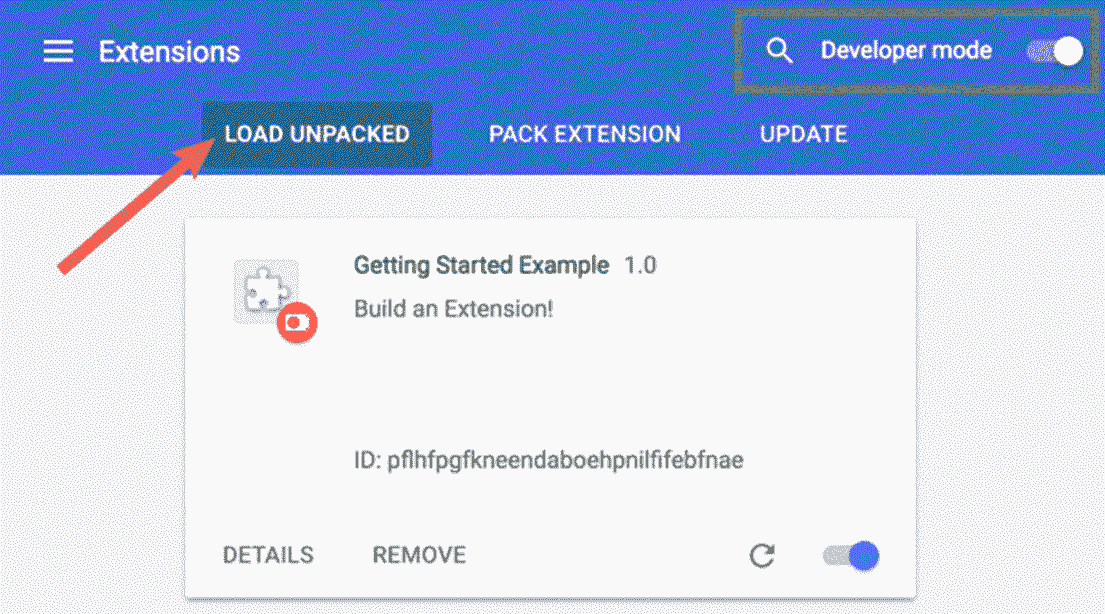 Extensions
Developer mode
LOAD UNPACKED
PACK EXTENSION
UPDATE
Getting Started Example 1.0
Build an Extension!
ID: pflhfpgfkneendaboehpnilfifebfnae
DETAILS
REMOVE